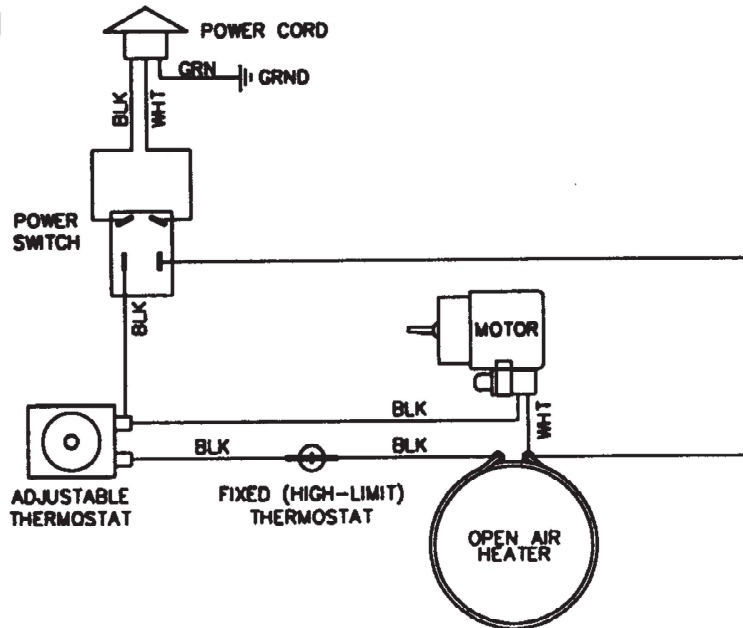 POWER CORD
GRN
GRND
BLK
WHT
POWER
SWITCH
BLK
MOTOR
BLK
WHT
BLK
BLK
ADJUSTABLE
THERMOSTAT
FIXED (HIGH-LIMIT)
THERMOSTAT
OPEN AIR
HEATER